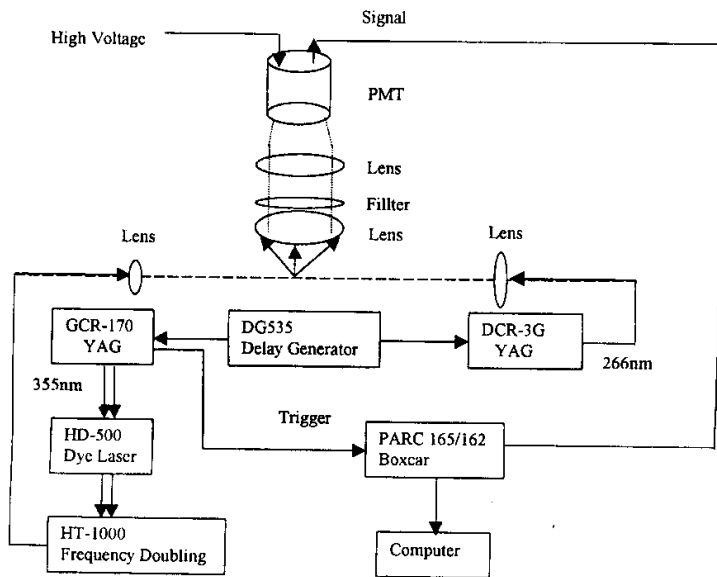 Signal
High Voltage
PMT
Lens
Fillter
Lens
Lens
Lens
GCR-170
YAG
DG535
Delay Generator
DCR-3G
YAG
355nm
266nm
HD-500
Dye Laser
Trigger
PARC 165/162
Boxcar
HT-1000
Frequency Doubling
Computer